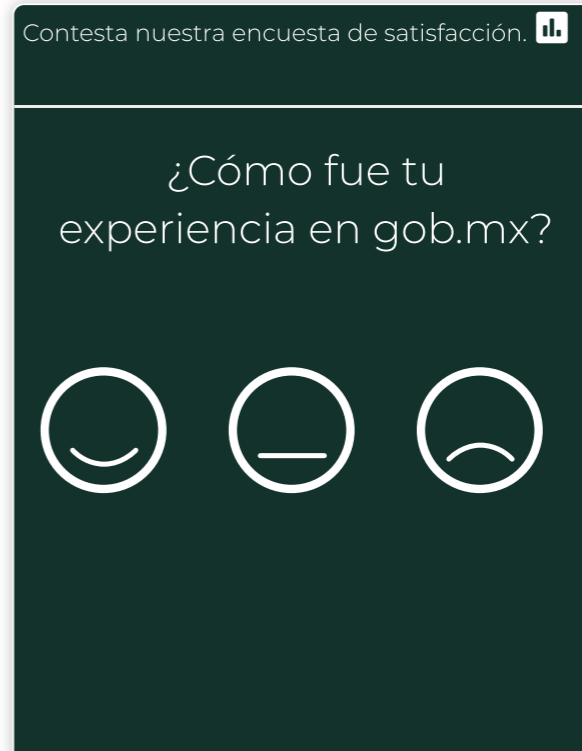 Contesta nuestra encuesta de satisfacción.
¿Cómo fue tu
experiencia en gob.mx?